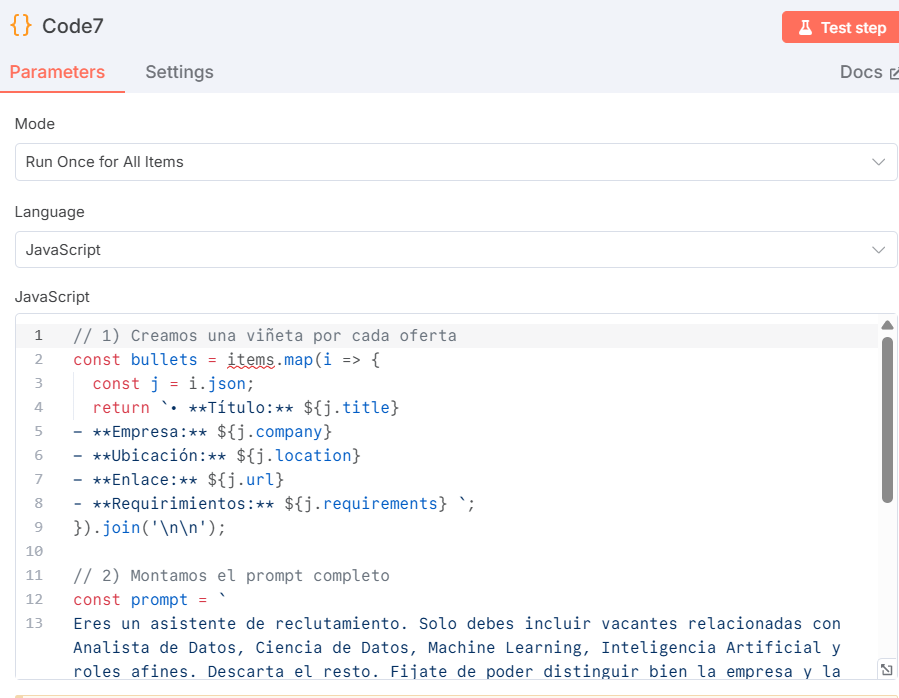 {} Code7
Test step
Parameters
Settings
Docs
Mode
Run Once for All Items
Language
JavaScript
JavaScript
1 // 1) Creamos una viñeta por cada oferta
2 const bullets = items.map(i => {
3 const j = i.json;
4 return `• **Título:** ${j.title}
5 – **Empresa:** ${j.company}
6 – **Ubicación:** ${j.location}
7 – **Enlace:** ${j.url}
8 - **Requirimientos:** ${j.requirements} `;
9 }).join('\n\n');
10
11 // 2) Montamos el prompt completo
12 const prompt = `
13 Eres un asistente de reclutamiento. Solo debes incluir vacantes relacionadas con
Analista de Datos, Ciencia de Datos, Machine Learning, Inteligencia Artificial y
roles afines. Descarta el resto. Fijate de poder distinguir bien la empresa y la